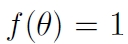 f(θ) = 1